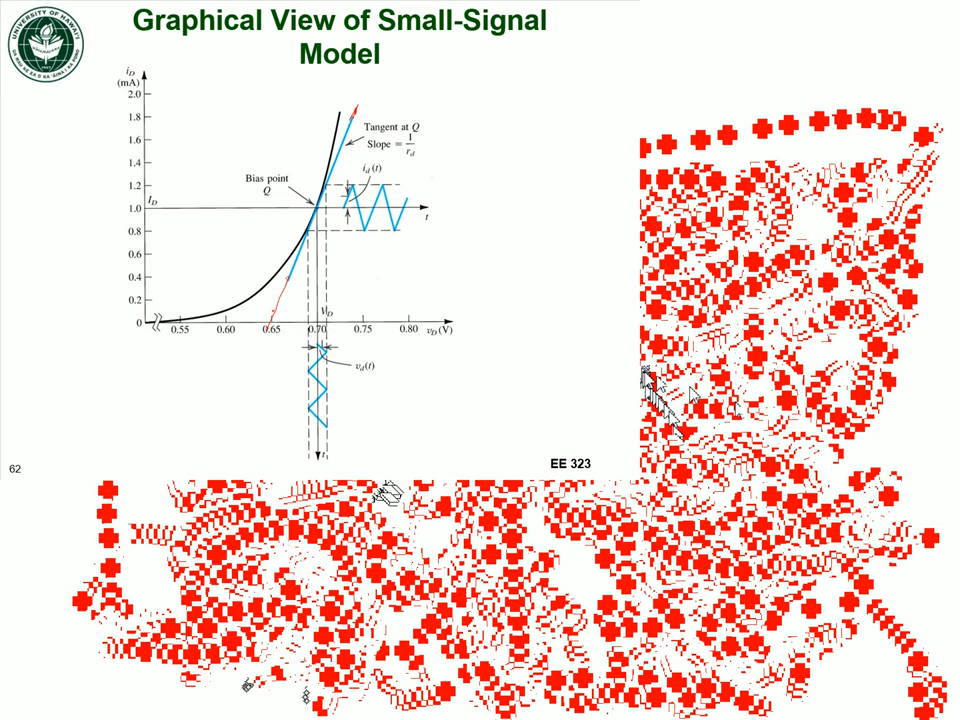 UNIVERSITY OF HAWAI'I
Graphical View of Small-Signal
Model
i_D
(mA)
2.0
1.8
1.6
1.4
1.2
I_D
1.0
0.8
0.6
0.4
0.2
0
0.55
0.60
0.65
0.70
0.75
0.80
v_D (V)
V_D
Tangent at Q
Slope = 1/r_d
i_d (t)
Bias point
Q
t
v_d (t)
t
62
EE 323